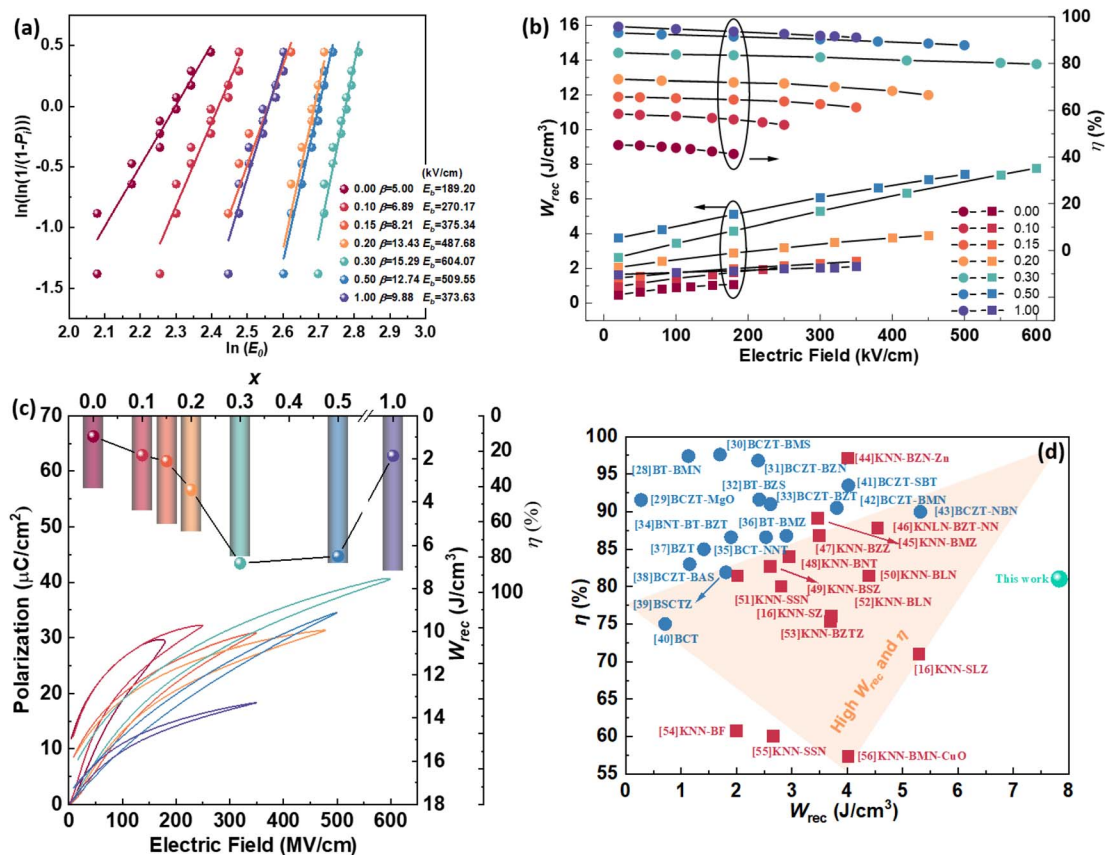 (a)
ln(ln(1/(1-Pi)))
0.5
0.0
-0.5
-1.0
-1.5
(kV/cm)
0.00 β=5.00 Eb=189.20
0.10 β=6.89 Eb=270.17
0.15 β=8.21 Eb=375.34
0.20 β=13.43 Eb=487.68
0.30 β=15.29 Eb=604.07
0.50 β=12.74 Eb=509.55
1.00 β=9.88 Eb=373.63
2.0 2.1 2.2 2.3 2.4 2.5 2.6 2.7 2.8 2.9 3.0
ln (E0)
(b)
Wrec (J/cm3)
16
14
12
10
8
6
4
2
0
100
80
60
40
20
0
η (%)
0.00
0.10
0.15
0.20
0.30
0.50
1.00
0 100 200 300 400 500 600
Electric Field (kV/cm)
x
0.0 0.1 0.2 0.3 0.4 0.5 1.0
(c)
Polarization (μC/cm2)
70
60
50
40
30
20
10
0
0
2
4
6
8
10
12
14
16
18
Wrec (J/cm3)
0
20
40
60
80
100
η (%)
0 100 200 300 400 500 600
Electric Field (MV/cm)
(d)
η (%)
100
95
90
85
80
75
70
65
60
55
[30]BCZT-BMS
[44]KNN-BZN-Zn
[28]BT-BMN
[31]BCZT-BZN
[41]BCZT-SBT
[32]BT-BZS
[29]BCZT-MgO
[33]BCZT-BZT
[42]BCZT-BMN
[43]BCZT-NBN
[34]BNT-BT-BZT
[36]BT-BMZ
[46]KNLN-BZT-NN
[45]KNN-BMZ
[37]BZT
[35]BCT-NNT
[47]KNN-BZZ
[48]KNN-BNT
[38]BCZT-BAS
[50]KNN-BLN
[49]KNN-BSZ
This work
[39]BSCTZ
[51]KNN-SSN
[52]KNN-BLN
[16]KNN-SZ
[40]BCT
[53]KNN-BZTZ
[16]KNN-SLZ
High Wrec and η
[54]KNN-BF
[55]KNN-SSN
[56]KNN-BMN-CuO
0 1 2 3 4 5 6 7 8
Wrec (J/cm3)